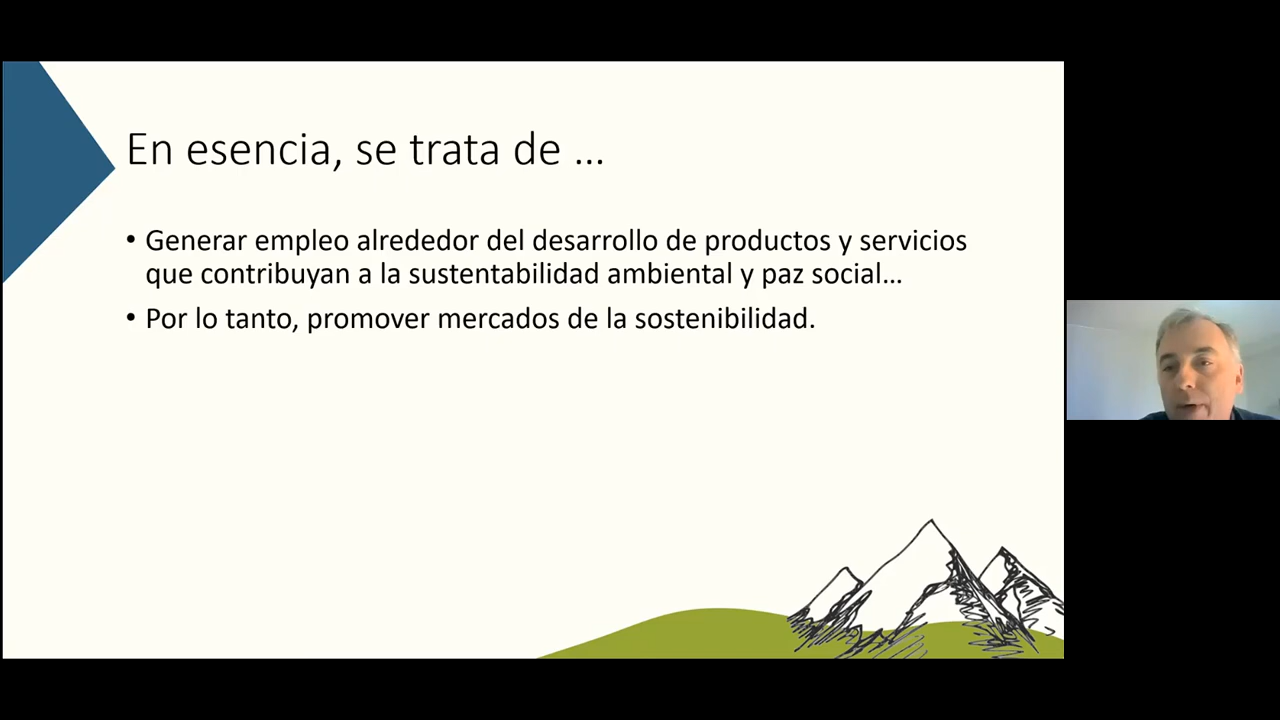 En esencia, se trata de ...
• Generar empleo alrededor del desarrollo de productos y servicios
que contribuyan a la sustentabilidad ambiental y paz social...
• Por lo tanto, promover mercados de la sostenibilidad.